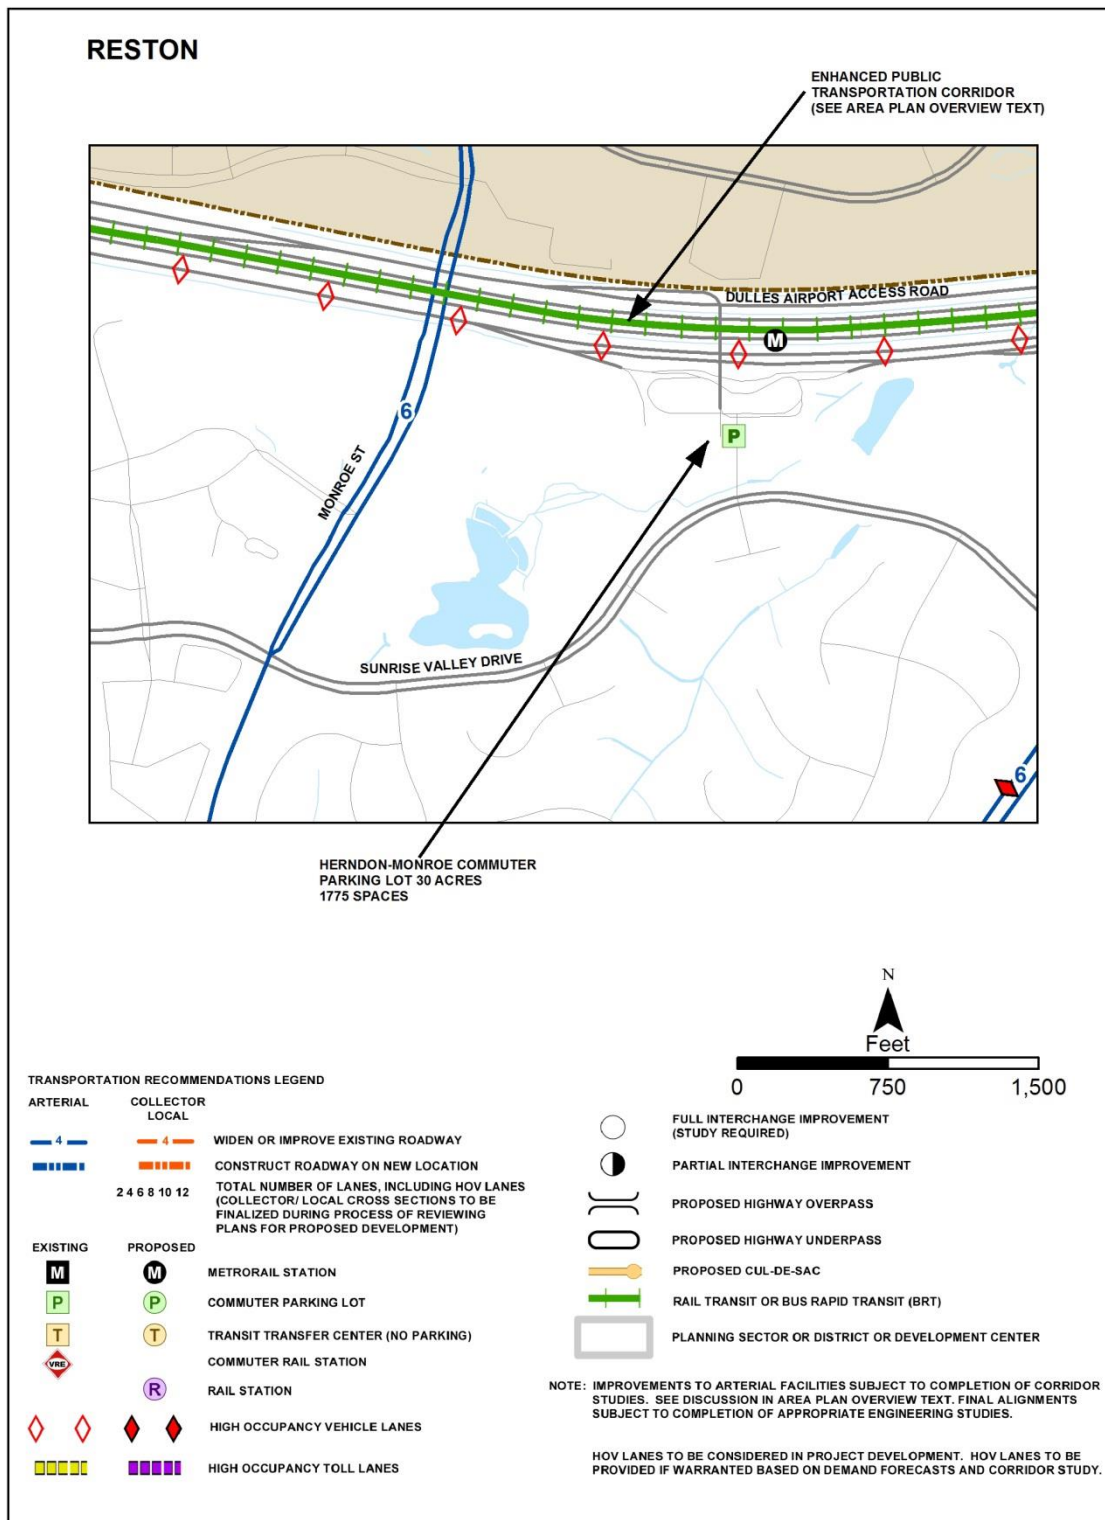 RESTON
ENHANCED PUBLIC
TRANSPORTATION CORRIDOR
(SEE AREA PLAN OVERVIEW TEXT)
DULLES AIRPORT ACCESS ROAD
M
6
P
MONROE ST
SUNRISE VALLEY DRIVE
6
HERNDON-MONROE COMMUTER
PARKING LOT 30 ACRES
1775 SPACES
N
Feet
0 750 1,500
TRANSPORTATION RECOMMENDATIONS LEGEND
ARTERIAL COLLECTOR
LOCAL
4 4 WIDEN OR IMPROVE EXISTING ROADWAY
CONSTRUCT ROADWAY ON NEW LOCATION
2 4 6 8 10 12 TOTAL NUMBER OF LANES, INCLUDING HOV LANES
(COLLECTOR/ LOCAL CROSS SECTIONS TO BE
FINALIZED DURING PROCESS OF REVIEWING
PLANS FOR PROPOSED DEVELOPMENT)
EXISTING PROPOSED
M M METRORAIL STATION
P P COMMUTER PARKING LOT
T T TRANSIT TRANSFER CENTER (NO PARKING)
VRE COMMUTER RAIL STATION
R RAIL STATION
HIGH OCCUPANCY VEHICLE LANES
HIGH OCCUPANCY TOLL LANES
FULL INTERCHANGE IMPROVEMENT
(STUDY REQUIRED)
PARTIAL INTERCHANGE IMPROVEMENT
PROPOSED HIGHWAY OVERPASS
PROPOSED HIGHWAY UNDERPASS
PROPOSED CUL-DE-SAC
RAIL TRANSIT OR BUS RAPID TRANSIT (BRT)
PLANNING SECTOR OR DISTRICT OR DEVELOPMENT CENTER
NOTE: IMPROVEMENTS TO ARTERIAL FACILITIES SUBJECT TO COMPLETION OF CORRIDOR
STUDIES. SEE DISCUSSION IN AREA PLAN OVERVIEW TEXT. FINAL ALIGNMENTS
SUBJECT TO COMPLETION OF APPROPRIATE ENGINEERING STUDIES.
HOV LANES TO BE CONSIDERED IN PROJECT DEVELOPMENT. HOV LANES TO BE
PROVIDED IF WARRANTED BASED ON DEMAND FORECASTS AND CORRIDOR STUDY.